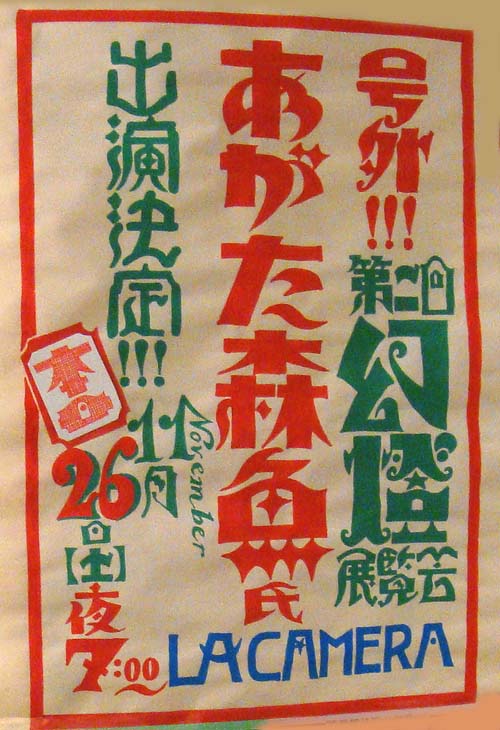 号外!!!
第二回
幻燈
展覧会
あがた森魚氏
出演決定!!!
本日
11月
November
26日
【土】
夜
7:00〜
LA CAMERA